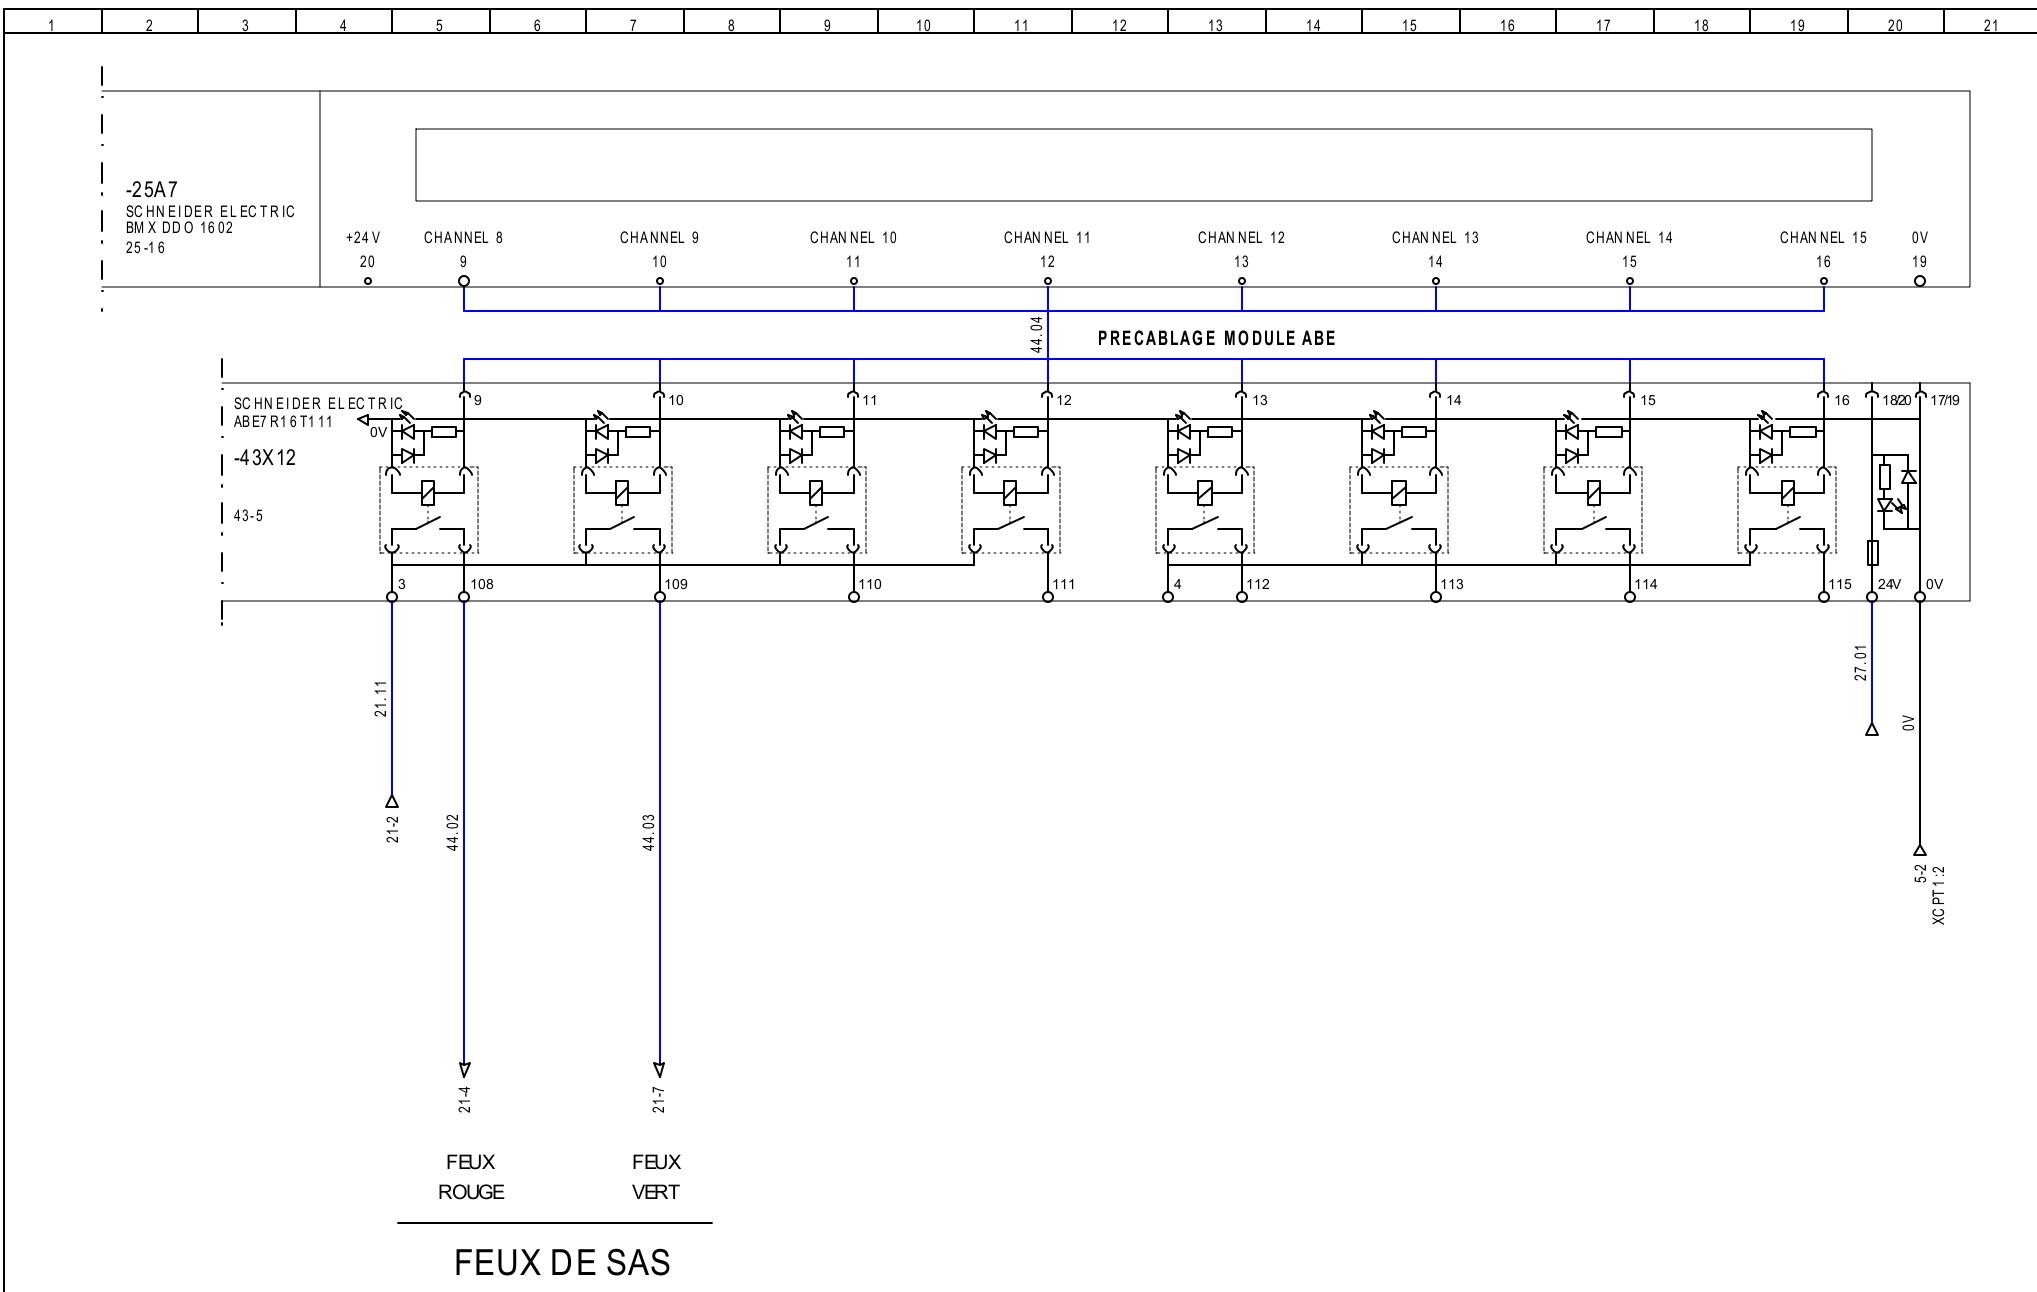 1 2 3 4 5 6 7 8 9 10 11 12 13 14 15 16 17 18 19 20 21
-25A7
SCHNEIDER ELECTRIC
BMX DDO 1602
25-16
+24V CHANNEL 8 CHANNEL 9 CHANNEL 10 CHANNEL 11 CHANNEL 12 CHANNEL 13 CHANNEL 14 CHANNEL 15 0V
20 9 10 11 12 13 14 15 16 19
44.04
PRECABLAGE MODULE ABE
SCHNEIDER ELECTRIC
ABE7R16T111
0V
-43X12
43-5
9 10 11 12 13 14 15 16 18/20 17/19
3 108 109 110 111 4 112 113 114 115 24V 0V
21.11
21-2
44.02
44.03
27.01
0V
5-2
XCPT1:2
21-4
21-7
FEUX
ROUGE
FEUX
VERT
FEUX DE SAS